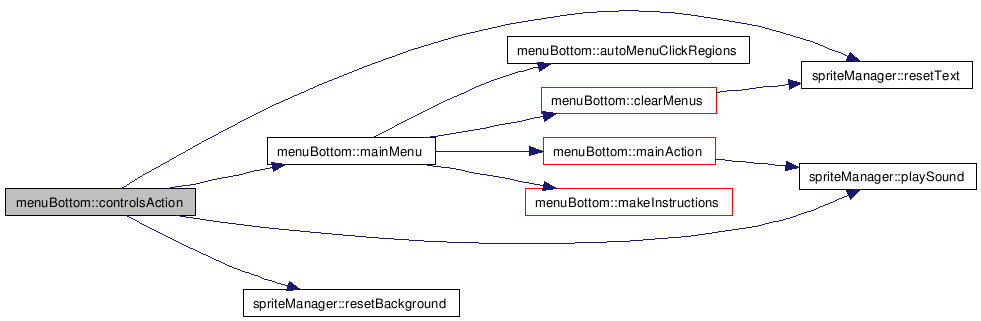 menuBottom::autoMenuClickRegions
spriteManager::resetText
menuBottom::clearMenus
menuBottom::mainMenu
menuBottom::mainAction
spriteManager::playSound
menuBottom::controlsAction
menuBottom::makeInstructions
spriteManager::resetBackground